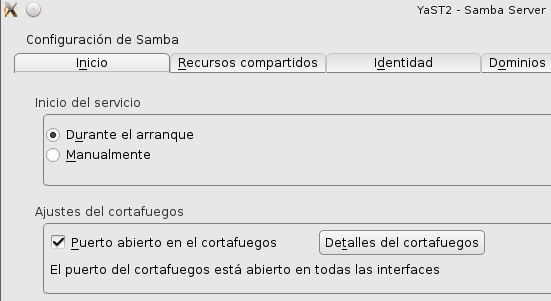 YaST2 - Samba Server
Configuración de Samba
Inicio
Recursos compartidos
Identidad
Dominios
Inicio del servicio
Durante el arranque
Manualmente
Ajustes del cortafuegos
Puerto abierto en el cortafuegos
Detalles del cortafuegos
El puerto del cortafuegos está abierto en todas las interfaces